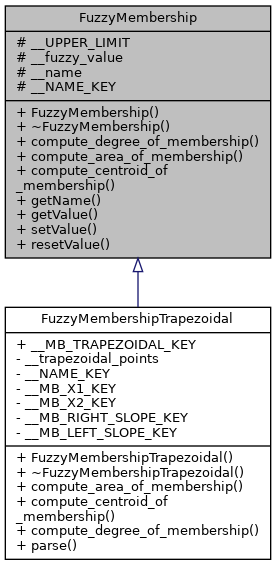 FuzzyMembership
# __UPPER_LIMIT
# __fuzzy_value
# __name
# __NAME_KEY
+ FuzzyMembership()
+ ~FuzzyMembership()
+ compute_degree_of_membership()
+ compute_area_of_membership()
+ compute_centroid_of
_membership()
+ getName()
+ getValue()
+ setValue()
+ resetValue()
FuzzyMembershipTrapezoidal
+ __MB_TRAPEZOIDAL_KEY
- __trapezoidal_points
- __NAME_KEY
- __MB_X1_KEY
- __MB_X2_KEY
- __MB_RIGHT_SLOPE_KEY
- __MB_LEFT_SLOPE_KEY
+ FuzzyMembershipTrapezoidal()
+ ~FuzzyMembershipTrapezoidal()
+ compute_area_of_membership()
+ compute_centroid_of
_membership()
+ compute_degree_of_membership()
+ parse()